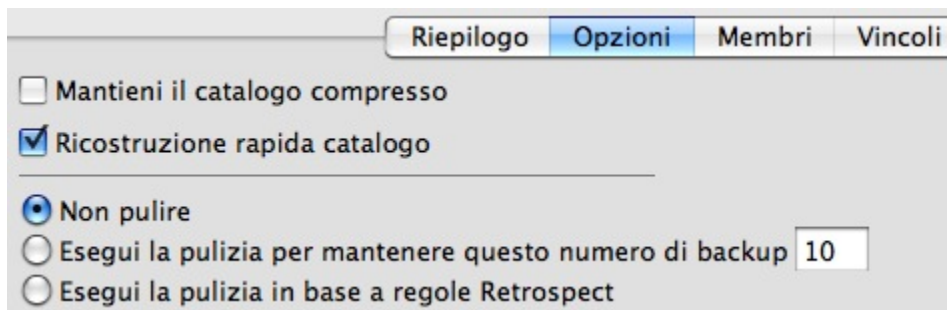 Riepilogo Opzioni Membri Vincoli
Mantieni il catalogo compresso
Ricostruzione rapida catalogo
Non pulire
Esegui la pulizia per mantenere questo numero di backup 10
Esegui la pulizia in base a regole Retrospect